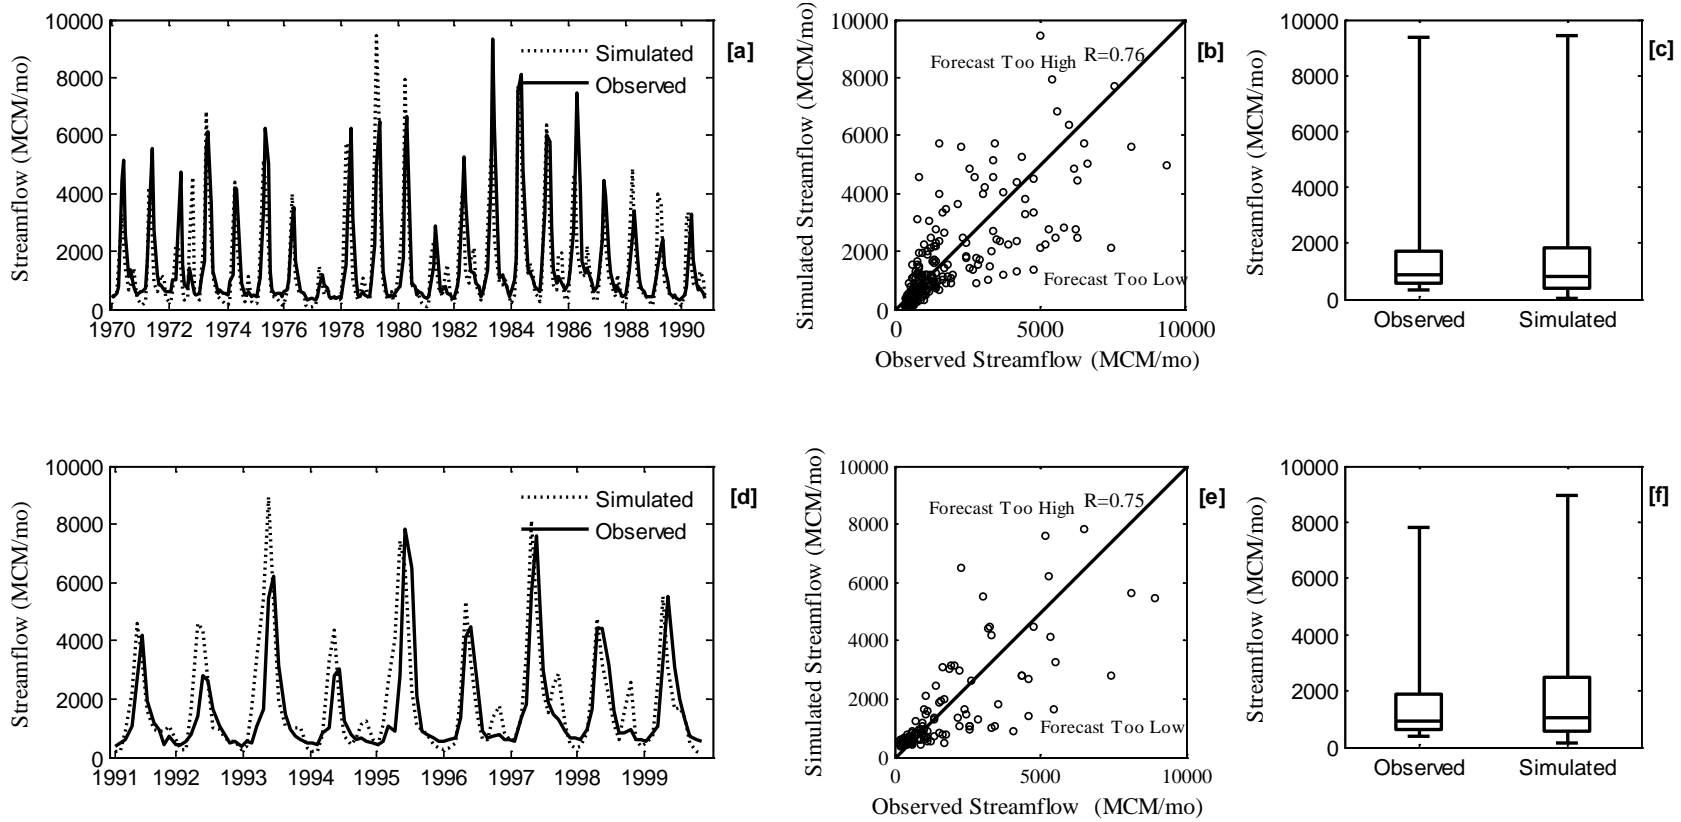 10000
8000
6000
4000
2000
0
Streamflow (MCM/mo)
Simulated
Observed
[a]
1970 1972 1974 1976 1978 1980 1982 1984 1986 1988 1990
10000
8000
6000
4000
2000
0
Simulated Streamflow (MCM/mo)
Forecast Too High R=0.76
Forecast Too Low
[b]
0 5000 10000
Observed Streamflow (MCM/mo)
10000
8000
6000
4000
2000
0
Streamflow (MCM/mo)
[c]
Observed Simulated
10000
8000
6000
4000
2000
0
Streamflow (MCM/mo)
Simulated
Observed
[d]
1991 1992 1993 1994 1995 1996 1997 1998 1999
10000
8000
6000
4000
2000
0
Simulated Streamflow (MCM/mo)
Forecast Too High R=0.75
Forecast Too Low
[e]
0 5000 10000
Observed Streamflow (MCM/mo)
10000
8000
6000
4000
2000
0
Streamflow (MCM/mo)
[f]
Observed Simulated